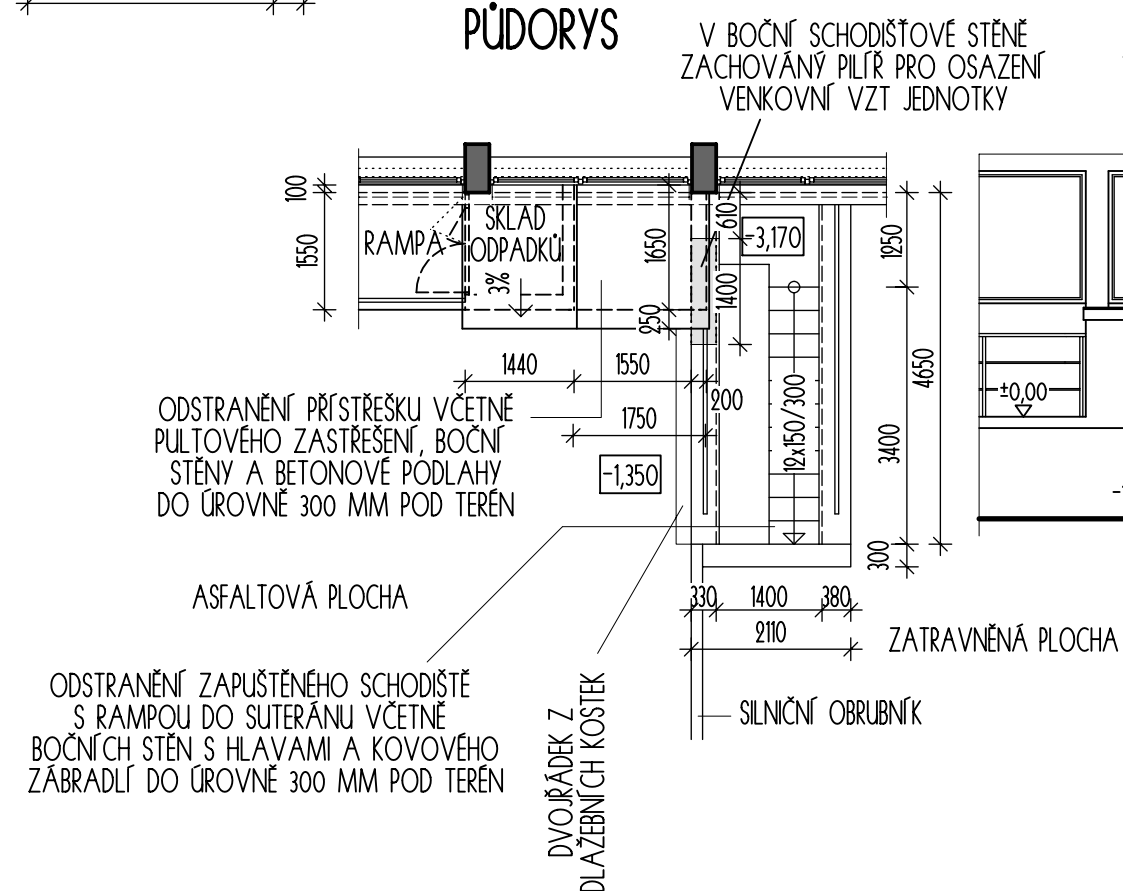 PŮDORYS
V BOČNÍ SCHODIŠŤOVÉ STĚNĚ
ZACHOVÁNÝ PILÍŘ PRO OSAZENÍ
VENKOVNÍ VZT JEDNOTKY
100
1550
RAMPA
SKLAD
ODPADKŮ
3%
1650
250
610
1400
-3,170
1250
4650
3400
300
12x150/300
±0,00
1440
1550
200
1750
-1,350
ODSTRANĚNÍ PŘÍSTŘEŠKU VČETNĚ
PULTOVÉHO ZASTŘEŠENÍ, BOČNÍ
STĚNY A BETONOVÉ PODLAHY
DO ÚROVNĚ 300 MM POD TERÉN
ASFALTOVÁ PLOCHA
330
1400
380
2110
ZATRAVNĚNÁ PLOCHA
ODSTRANĚNÍ ZAPUŠTĚNÉHO SCHODIŠTĚ
S RAMPOU DO SUTERÁNU VČETNĚ
BOČNÍCH STĚN S HLAVAMI A KOVOVÉHO
ZÁBRADLÍ DO ÚROVNĚ 300 MM POD TERÉN
SILNIČNÍ OBRUBNÍK
DVOJŘÁDEK Z
DLAŽEBNÍCH KOSTEK